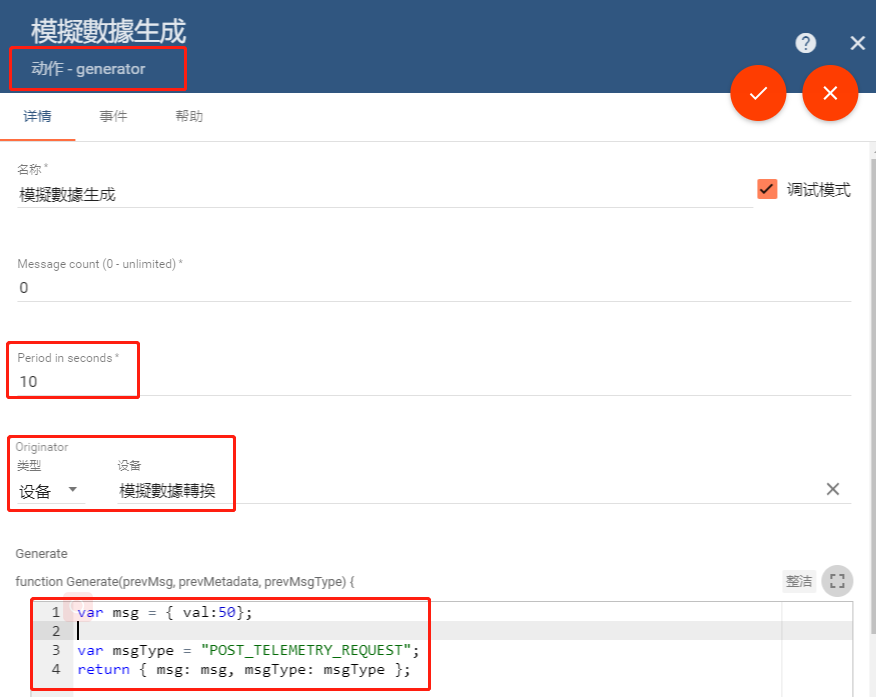 模擬數據生成
动作 - generator
详情 事件 帮助
名称 *
模擬數據生成
调试模式
Message count (0 - unlimited) *
0
Period in seconds *
10
Originator
类型 设备
设备 模擬數據轉換
Generate
function Generate(prevMsg, prevMetadata, prevMsgType) {
整洁
1 var msg = { val:50};
2
3 var msgType = "POST_TELEMETRY_REQUEST";
4 return { msg: msg, msgType: msgType };